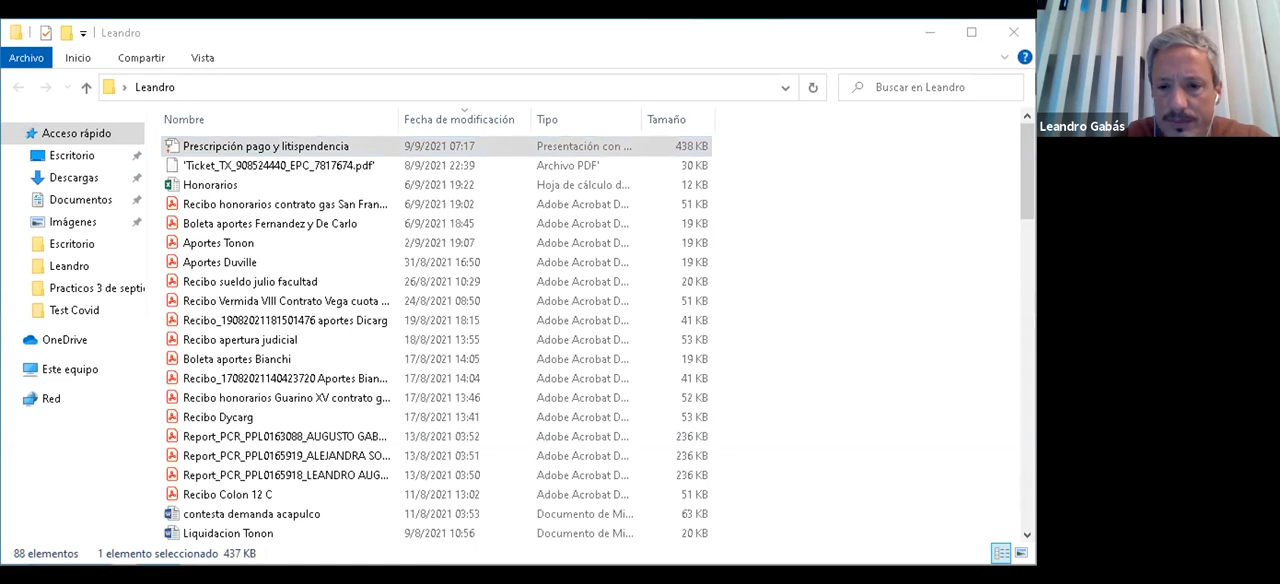 Leandro
Archivo Inicio Compartir Vista
Leandro
Buscar en Leandro
Nombre Fecha de modificación Tipo Tamaño
Acceso rápido
Escritorio
Descargas
Documentos
Imágenes
Escritorio
Leandro
Practicos 3 de septi
Test Covid
OneDrive
Este equipo
Red
Prescripción pago y litispendencia 9/9/2021 07:17 Presentación con ... 438 KB
'Ticket_TX_908524440_EPC_7817674.pdf' 8/9/2021 22:39 Archivo PDF' 30 KB
Honorarios 6/9/2021 19:22 Hoja de cálculo d... 12 KB
Recibo honorarios contrato gas San Fran... 6/9/2021 19:02 Adobe Acrobat D... 51 KB
Boleta aportes Fernandez y De Carlo 6/9/2021 18:45 Adobe Acrobat D... 19 KB
Aportes Tonon 2/9/2021 19:07 Adobe Acrobat D... 19 KB
Aportes Duville 31/8/2021 16:50 Adobe Acrobat D... 19 KB
Recibo sueldo julio facultad 26/8/2021 10:29 Adobe Acrobat D... 20 KB
Recibo Vermida VIII Contrato Vega cuota ... 24/8/2021 08:50 Adobe Acrobat D... 51 KB
Recibo_19082021181501476 aportes Dicarg 19/8/2021 18:15 Adobe Acrobat D... 41 KB
Recibo apertura judicial 18/8/2021 13:55 Adobe Acrobat D... 53 KB
Boleta aportes Bianchi 17/8/2021 14:05 Adobe Acrobat D... 19 KB
Recibo_17082021140423720 Aportes Bian... 17/8/2021 14:04 Adobe Acrobat D... 41 KB
Recibo honorarios Guarino XV contrato g... 17/8/2021 13:46 Adobe Acrobat D... 52 KB
Recibo Dycarg 17/8/2021 13:41 Adobe Acrobat D... 53 KB
Report_PCR_PPL0163088_AUGUSTO GAB... 13/8/2021 03:52 Adobe Acrobat D... 236 KB
Report_PCR_PPL0165919_ALEJANDRA SO... 13/8/2021 03:51 Adobe Acrobat D... 236 KB
Report_PCR_PPL0165918_LEANDRO AUG... 13/8/2021 03:50 Adobe Acrobat D... 236 KB
Recibo Colon 12 C 11/8/2021 13:02 Adobe Acrobat D... 51 KB
contesta demanda acapulco 11/8/2021 03:53 Documento de Mi... 63 KB
Liquidacion Tonon 9/8/2021 10:56 Documento de Mi... 20 KB
88 elementos 1 elemento seleccionado 437 KB
Leandro Gabás